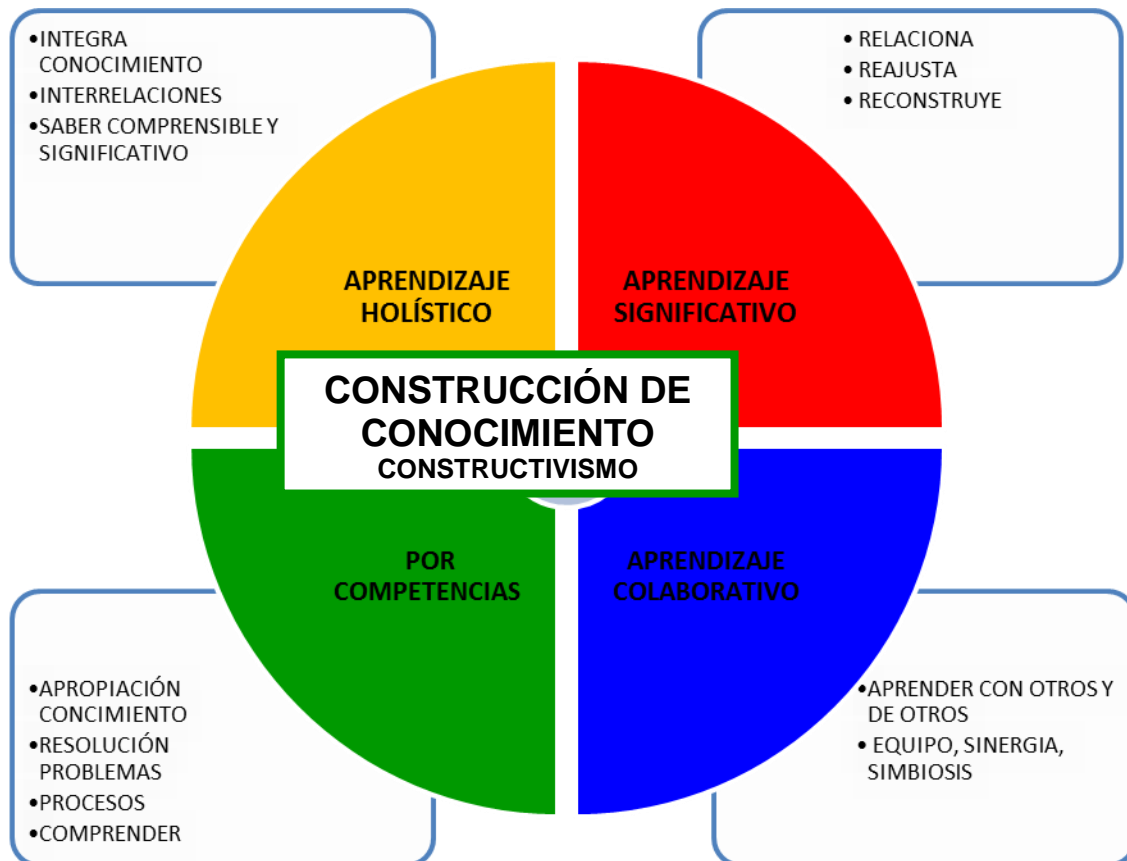 •INTEGRA
CONOCIMIENTO
•INTERRELACIONES
•SABER COMPRENSIBLE Y
SIGNIFICATIVO
• RELACIONA
• REAJUSTA
• RECONSTRUYE
APRENDIZAJE
HOLÍSTICO
APRENDIZAJE
SIGNIFICATIVO
CONSTRUCCIÓN DE
CONOCIMIENTO
CONSTRUCTIVISMO
POR
COMPETENCIAS
APRENDIZAJE
COLABORATIVO
•APROPIACIÓN
CONCIMIENTO
•RESOLUCIÓN
PROBLEMAS
•PROCESOS
•COMPRENDER
•APRENDER CON OTROS Y
DE OTROS
• EQUIPO, SINERGIA,
SIMBIOSIS